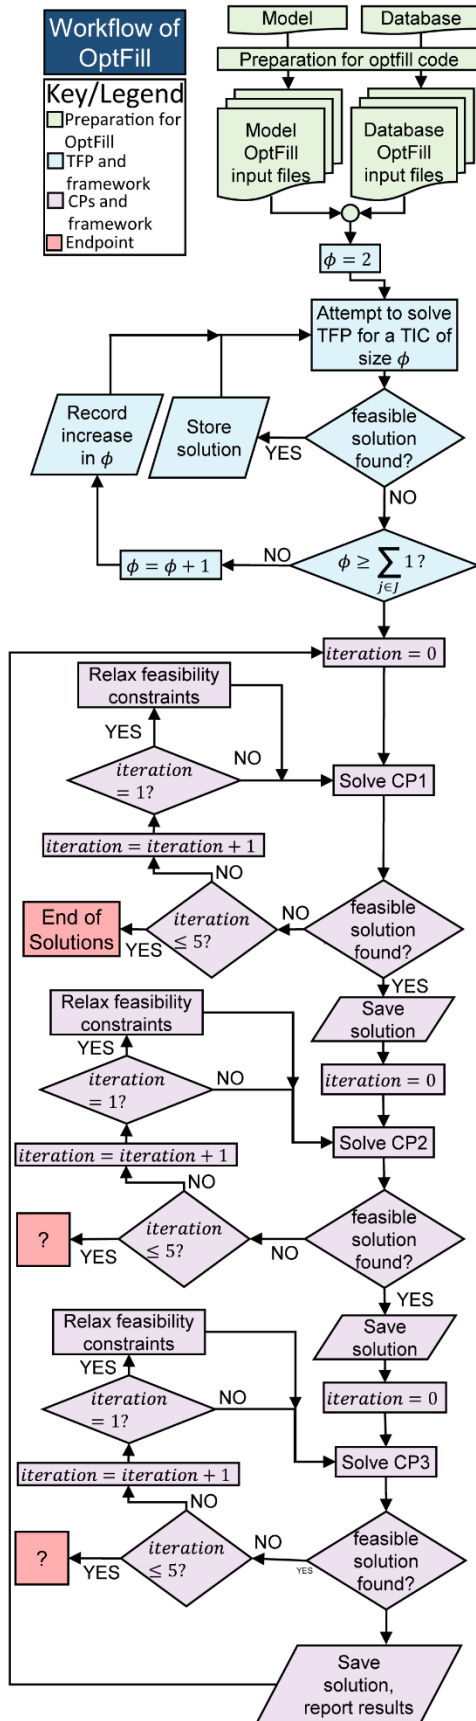 Workflow of
OptFill
Key/Legend
Preparation for
OptFill
TFP and
framework
CPs and
framework
Endpoint
Model
Database
Preparation for optfill code
Model
OptFill
input files
Database
OptFill
input files
ϕ = 2
Attempt to solve
TFP for a TIC of
size ϕ
Record
increase
in ϕ
Store
solution
YES
feasible
solution
found?
NO
ϕ = ϕ + 1
NO
ϕ ≥ ∑ 1 ?
j∈J
iteration = 0
Relax feasibility
constraints
YES
iteration
= 1?
NO
Solve CP1
iteration = iteration + 1
NO
End of
Solutions
YES
iteration
≤ 5?
NO
feasible
solution
found?
YES
Save
solution
Relax feasibility
constraints
YES
iteration
= 1?
NO
iteration = 0
Solve CP2
iteration = iteration + 1
NO
?
YES
iteration
≤ 5?
NO
feasible
solution
found?
YES
Save
solution
Relax feasibility
constraints
YES
iteration
= 1?
NO
iteration = 0
Solve CP3
iteration = iteration + 1
NO
?
YES
iteration
≤ 5?
NO
YES
feasible
solution
found?
Save
solution,
report results